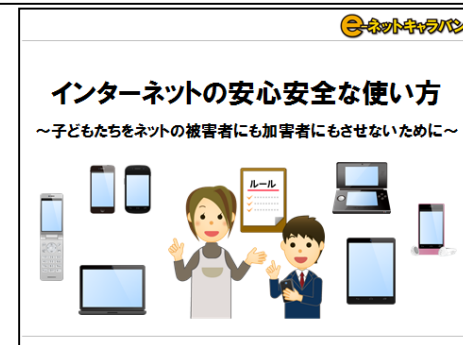 e-ネットキャラバン
インターネットの安心安全な使い方
～子どもたちをネットの被害者にも加害者にもさせないために～
ルール